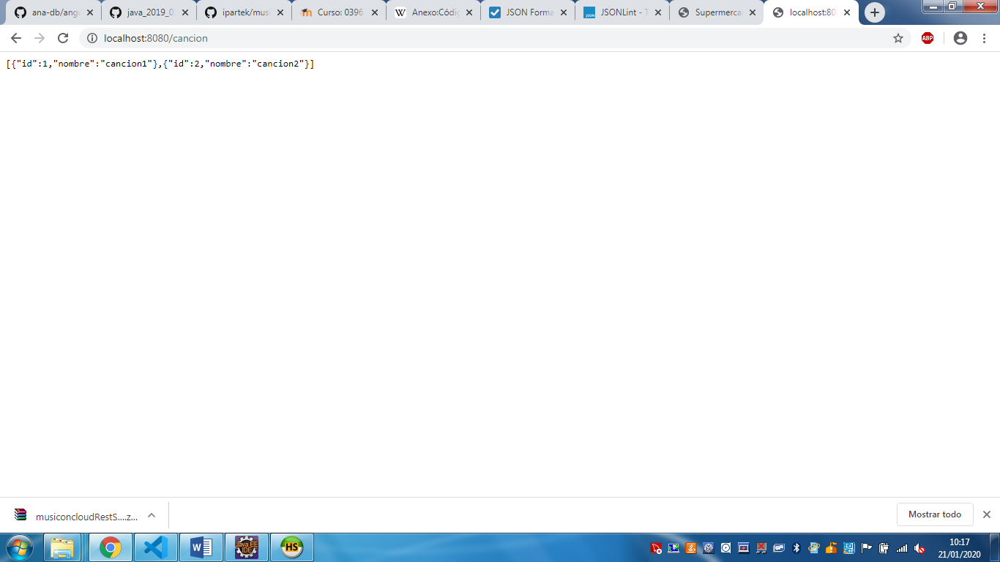 ana-db/angu
java_2019_0
ipartek/musi
Curso: 0396
Anexo:Códig
JSON Forma
JSONLint - T
Supermerca
localhost:80
localhost:8080/cancion
ABP
[{"id":1,"nombre":"cancion1"},{"id":2,"nombre":"cancion2"}]
musiconcloudRestS....z...
Mostrar todo
Java EE
IDE
HS
10:17
21/01/2020